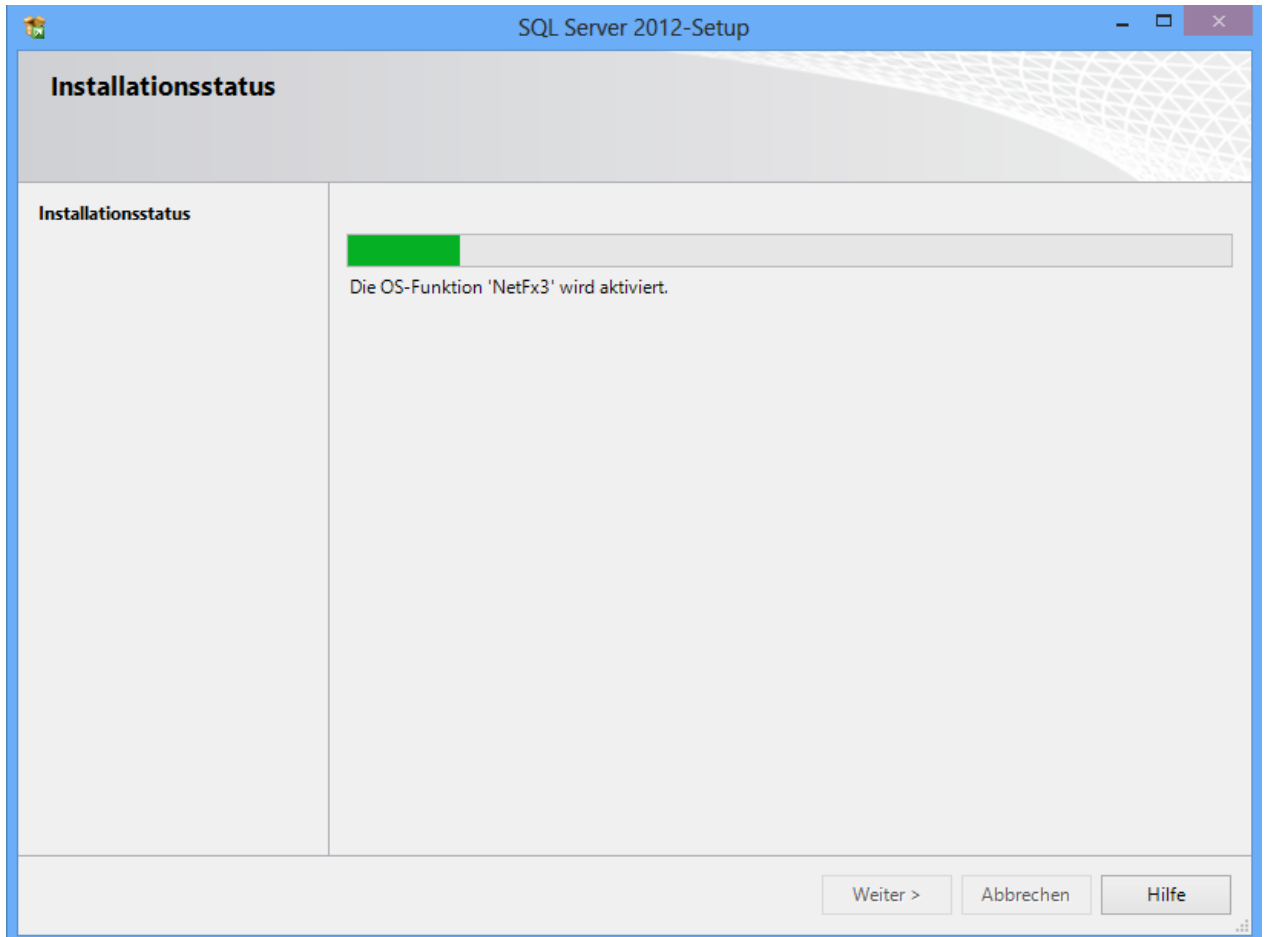 SQL Server 2012-Setup
Installationsstatus
Installationsstatus
Die OS-Funktion 'NetFx3' wird aktiviert.
Weiter >
Abbrechen
Hilfe